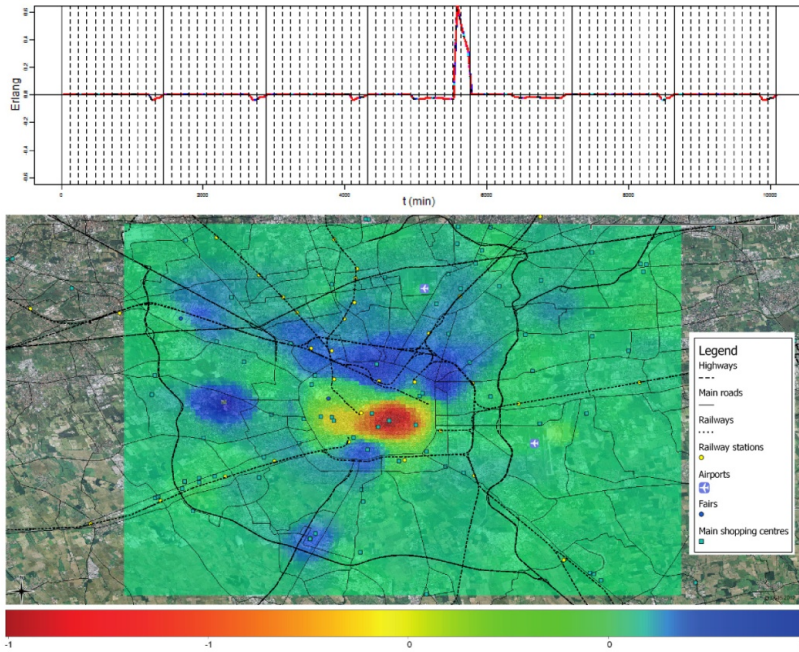 0.6
0.4
0.2
0.0
-0.2
-0.4
-0.6
Erlang
0 2000 4000 6000 8000 10000
t (min)
Legend
Highways
Main roads
Railways
Railway stations
Airports
Fairs
Main shopping centres
-1 -1 0 0